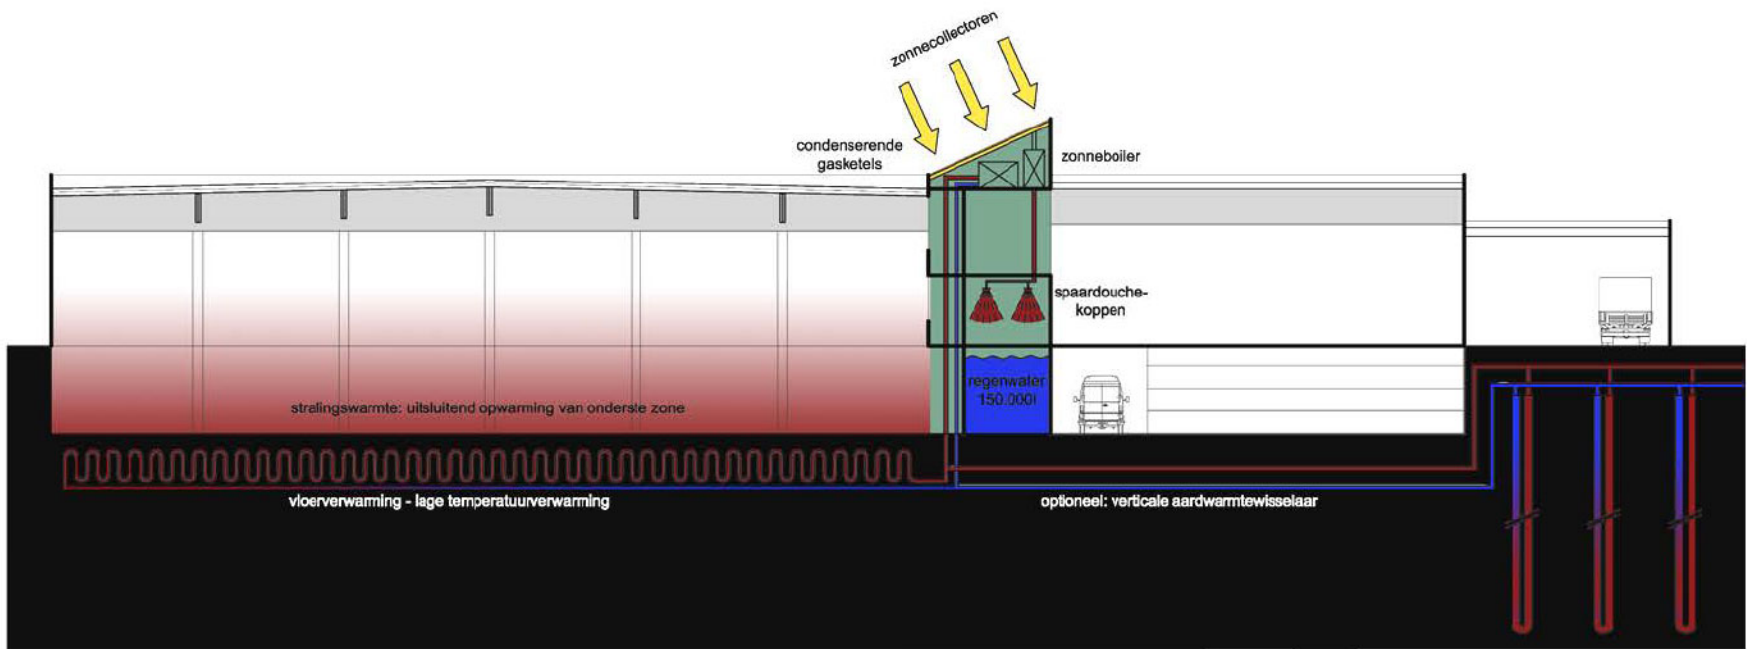 zonnecollectoren
condenserende
gasketels
zonneboiler
spaardouche-
koppen
regenwater
150.000l
stralingswarmte: uitsluitend opwarming van onderste zone
vloerverwarming - lage temperatuurverwarming
optioneel: verticale aardwarmtewisselaar